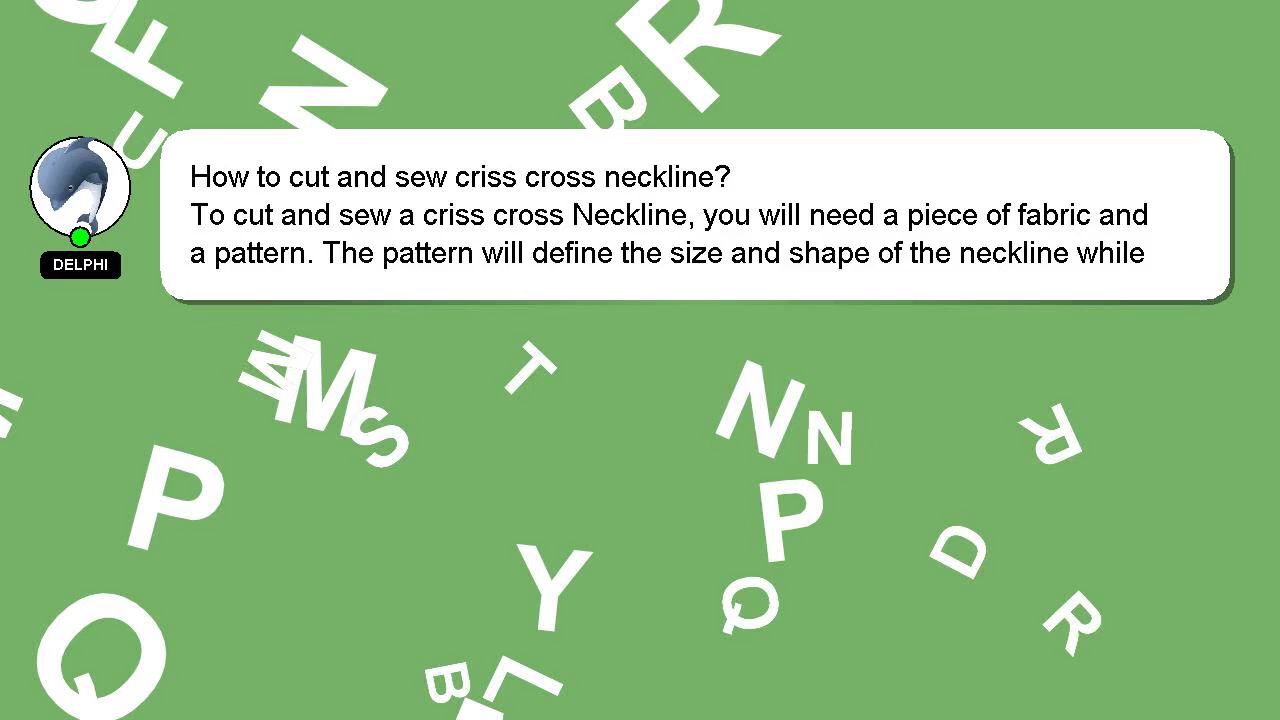 F
U
N
B
R
How to cut and sew criss cross neckline?
To cut and sew a criss cross Neckline, you will need a piece of fabric and
a pattern. The pattern will define the size and shape of the neckline while
DELPHI
M
M
S
T
N
N
R
P
P
D
Y
Q
Q
R
B
L